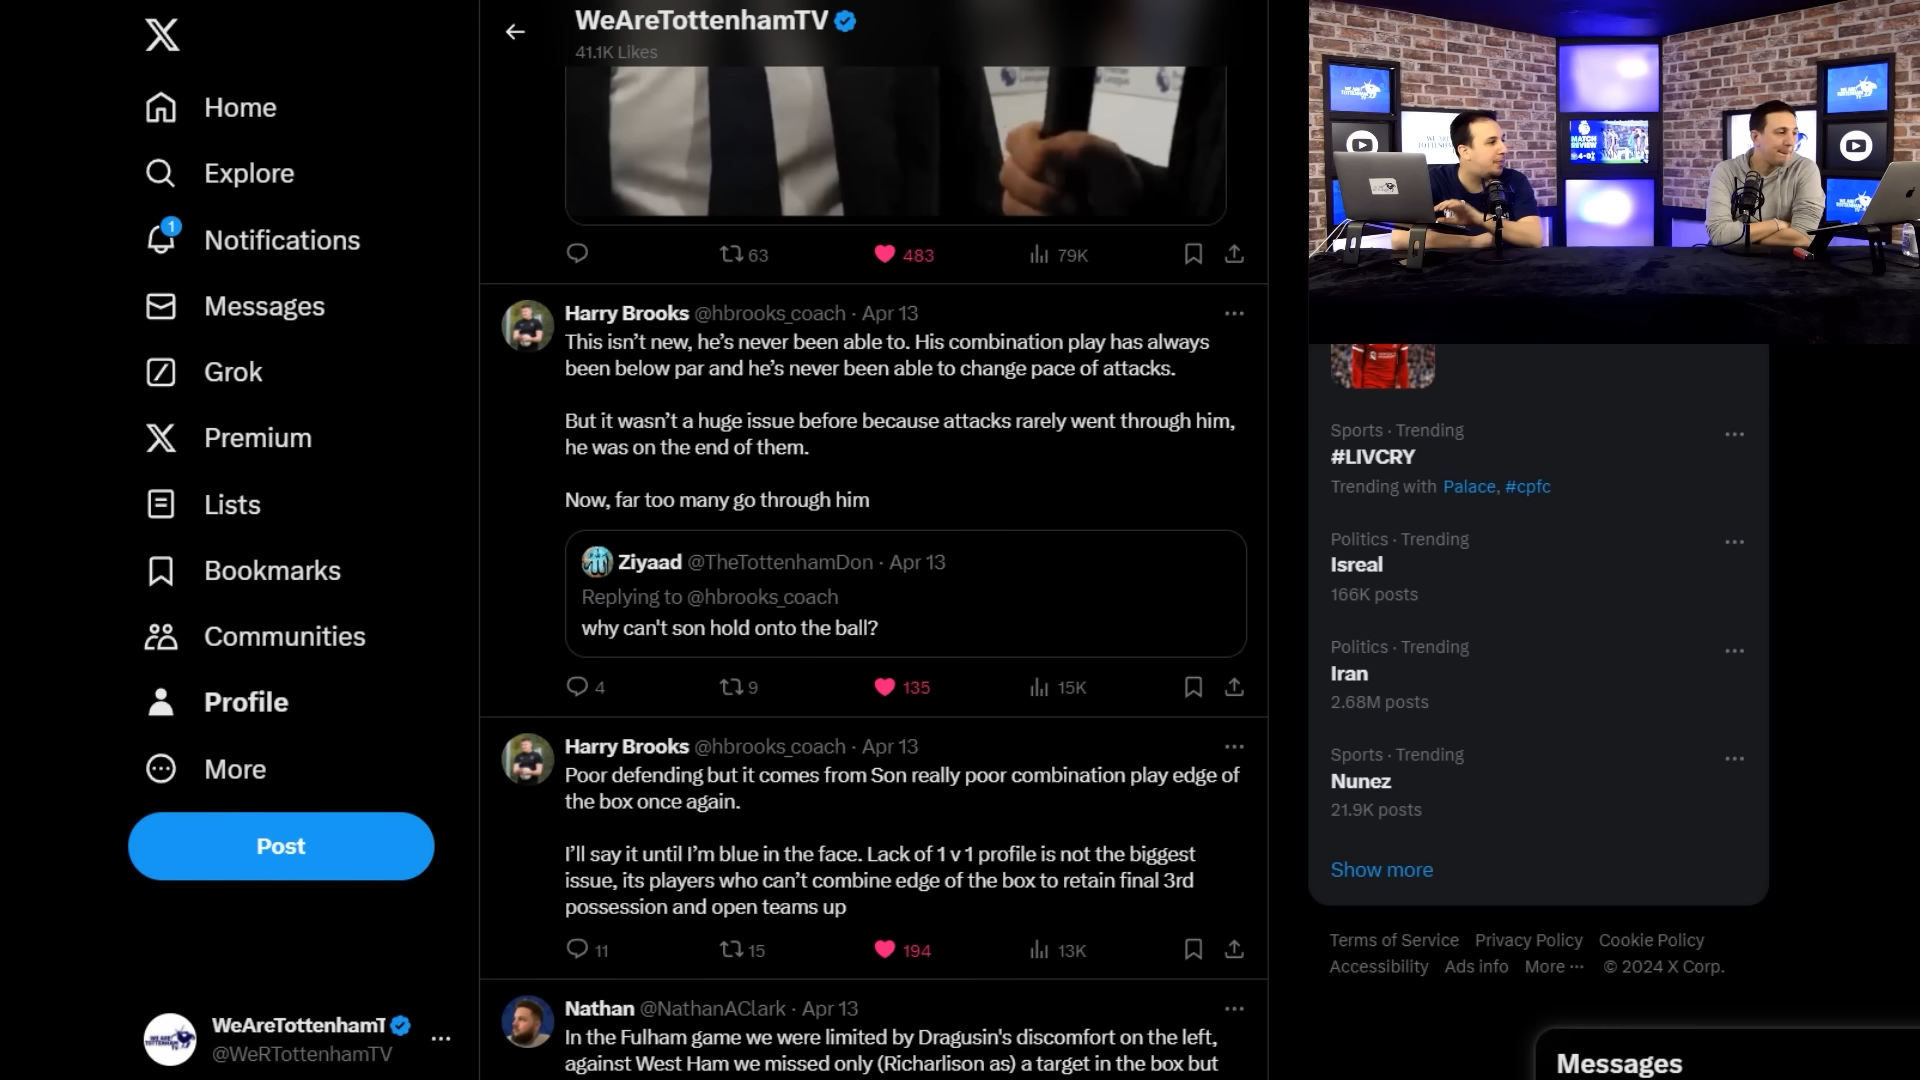 Home
Explore
1
Notifications
Messages
Grok
Premium
Lists
Bookmarks
Communities
Profile
More
Post
WeAreTottenhamT
@WeRTottenhamTV
WeAreTottenhamTV
41.1K Likes
63
483
79K
Harry Brooks @hbrooks_coach · Apr 13
This isn’t new, he’s never been able to. His combination play has always
been below par and he’s never been able to change pace of attacks.
But it wasn’t a huge issue before because attacks rarely went through him,
he was on the end of them.
Now, far too many go through him
Ziyaad @TheTottenhamDon · Apr 13
Replying to @hbrooks_coach
why can't son hold onto the ball?
4
9
135
15K
Harry Brooks @hbrooks_coach · Apr 13
Poor defending but it comes from Son really poor combination play edge of
the box once again.
I’ll say it until I’m blue in the face. Lack of 1 v 1 profile is not the biggest
issue, its players who can’t combine edge of the box to retain final 3rd
possession and open teams up
11
15
194
13K
Nathan @NathanAClark · Apr 13
In the Fulham game we were limited by Dragusin's discomfort on the left,
against West Ham we missed only (Richarlison as) a target in the box but
MATCH
REVIEW
4-0
Sports · Trending
#LIVCRY
Trending with Palace, #cpfc
Politics · Trending
Isreal
166K posts
Politics · Trending
Iran
2.68M posts
Sports · Trending
Nunez
21.9K posts
Show more
Terms of Service Privacy Policy Cookie Policy
Accessibility Ads info More ··· © 2024 X Corp.
Messages